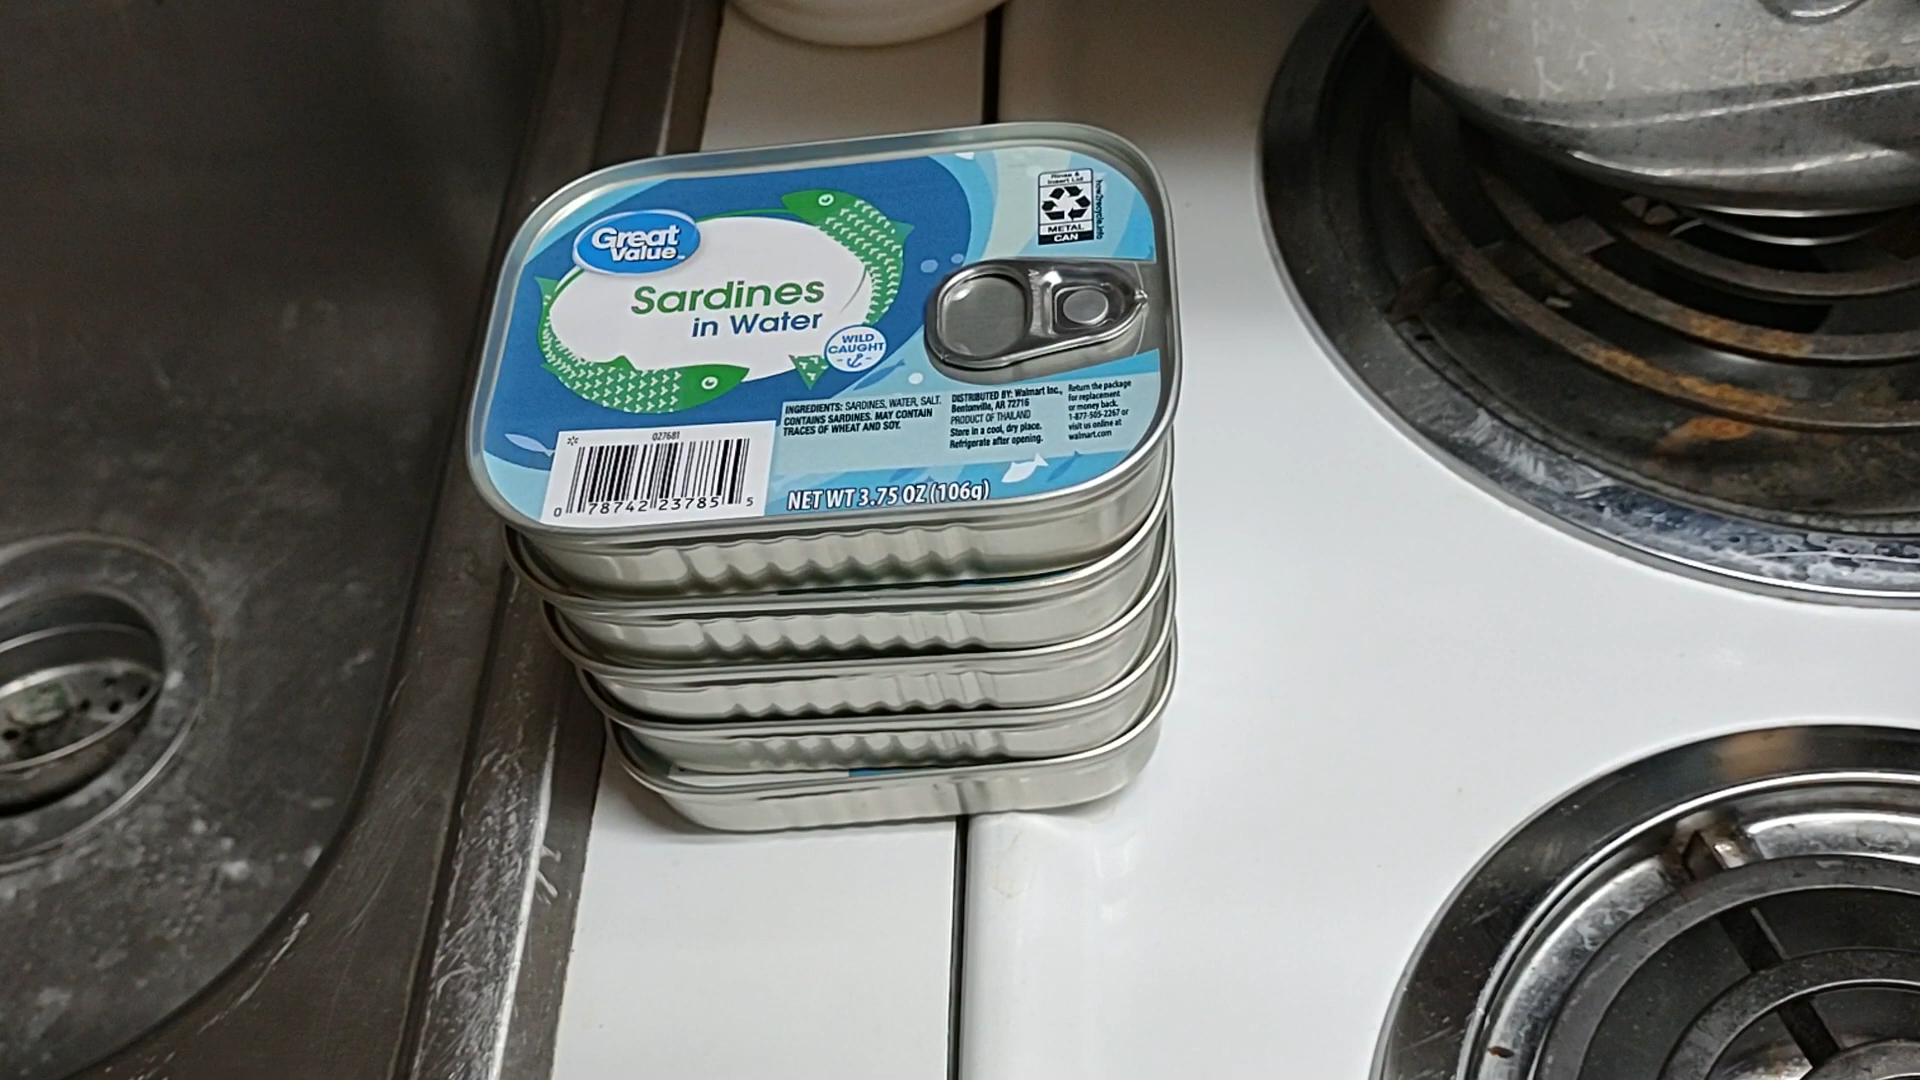 Great
Value
Sardines
in Water
WILD
CAUGHT
Rinse &
Insert Lid
METAL
CAN
how2recycle.info
INGREDIENTS: SARDINES, WATER, SALT.
CONTAINS SARDINES. MAY CONTAIN
TRACES OF WHEAT AND SOY.
DISTRIBUTED BY: Walmart Inc.,
Bentonville, AR 72716
PRODUCT OF THAILAND
Store in a cool, dry place.
Refrigerate after opening.
Return the package
for replacement
or money back.
1-877-505-2267 or
visit us online at
walmart.com
027681
0 78742 23785 5
NET WT 3.75 OZ (106g)